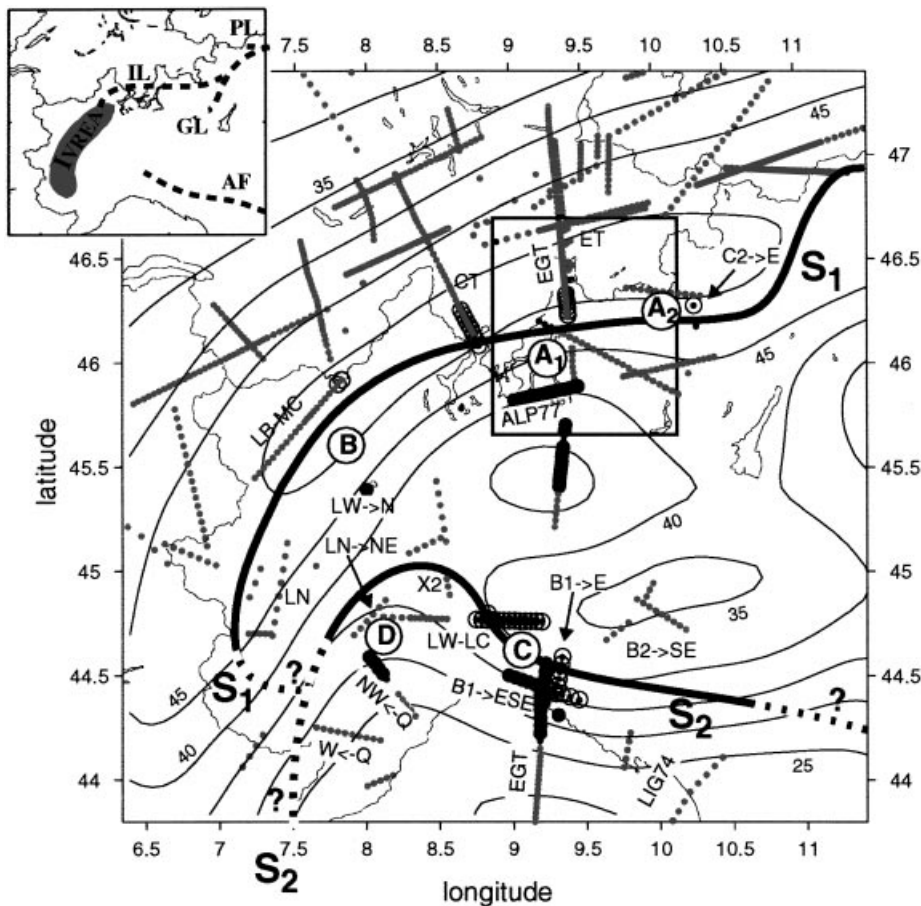 PL
IL
IVREA
GL
AF
7.5 8 8.5 9 9.5 10 10.5 11
45
35
47
46.5
46
45.5
45
44.5
44
ET
EGT
CT
C2->E
S1
A2
A1
45
ALP77
LB-MC
B
46.5
46
45.5
45
44.5
44
latitude
LW->N
40
LN->NE
X2
B1->E
35
LN
D
LW-LC
C
B2->SE
45
S1
?
NW<-Q
B1->ESE
S2
?
40
W<-Q
25
?
EGT
LIG74
S2
6.5 7 7.5 8 8.5 9 9.5 10 10.5 11
longitude